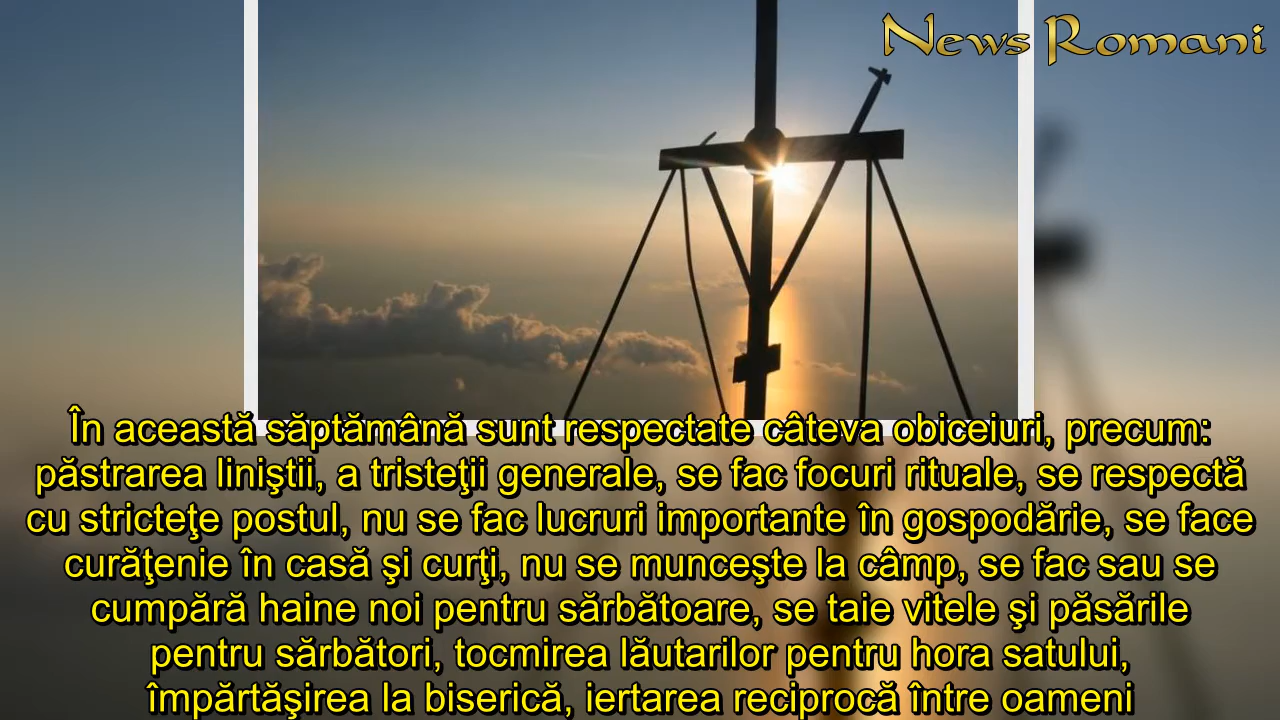 News Romani
În această săptămână sunt respectate câteva obiceiuri, precum:
păstrarea liniştii, a tristeţii generale, se fac focuri rituale, se respectă
cu stricteţe postul, nu se fac lucruri importante în gospodărie, se face
curăţenie în casă şi curţi, nu se munceşte la câmp, se fac sau se
cumpără haine noi pentru sărbătoare, se taie vitele şi păsările
pentru sărbători, tocmirea lăutarilor pentru hora satului,
împărtăşirea la biserică, iertarea reciprocă între oameni